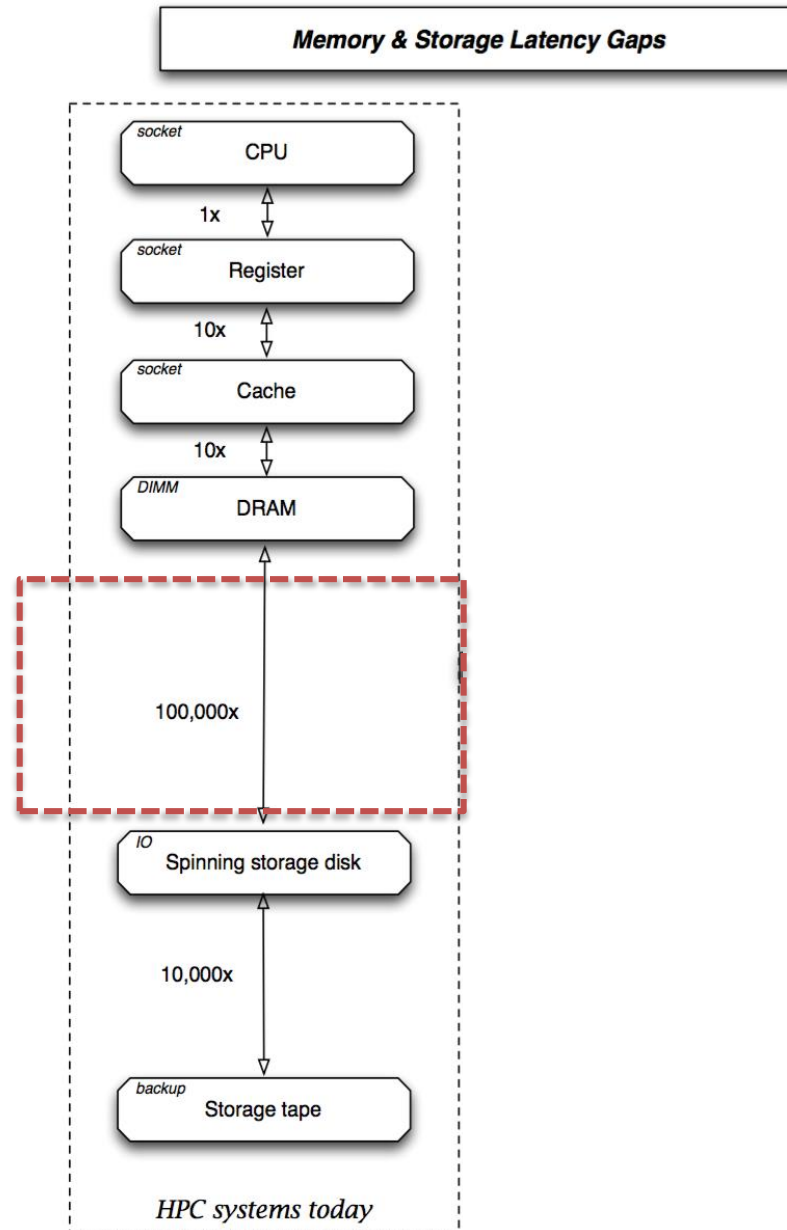 Memory & Storage Latency Gaps
socket
CPU
1x
socket
Register
10x
socket
Cache
10x
DIMM
DRAM
100,000x
IO
Spinning storage disk
10,000x
backup
Storage tape
HPC systems today